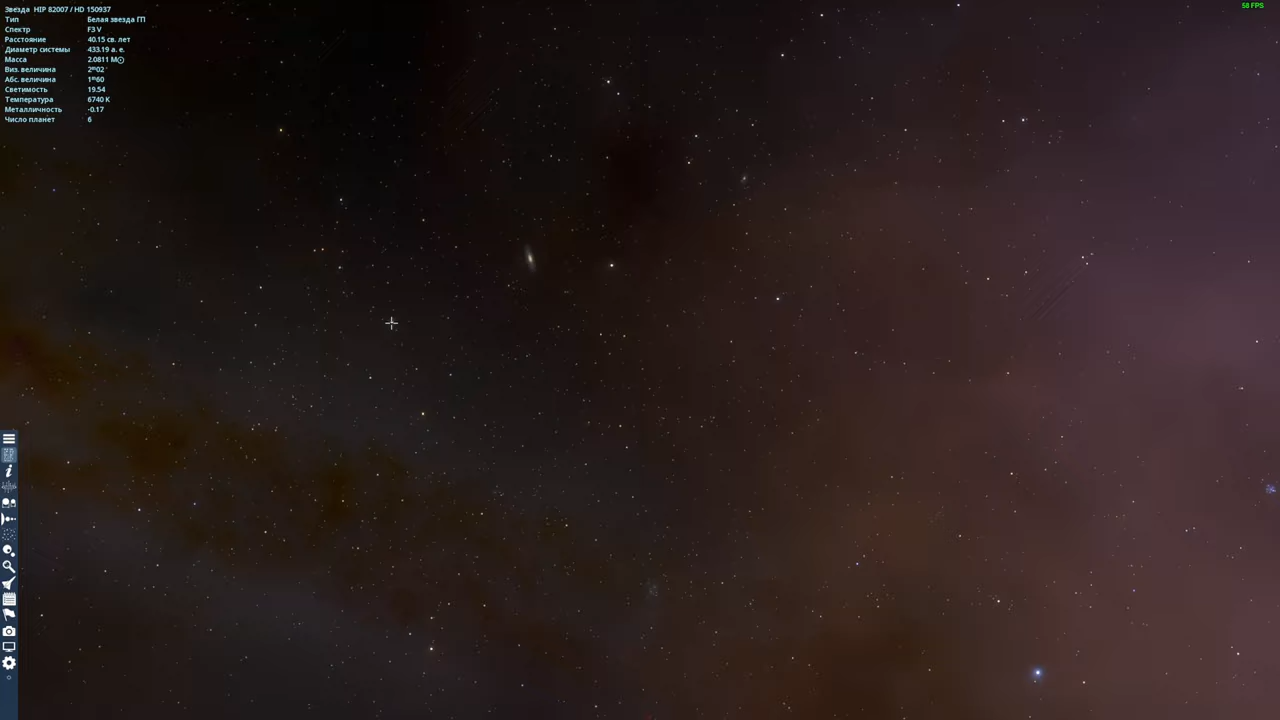 Звезда HIP 82007 / HD 150937
58 FPS
Тип Белая звезда ГП
Спектр F3 V
Расстояние 40.15 св. лет
Диаметр системы 433.19 а. е.
Масса 2.0811 M☉
Виз. величина 2ᵐ02
Абс. величина 1ᵐ60
Светимость 19.54
Температура 6740 K
Металличность -0.17
Число планет 6